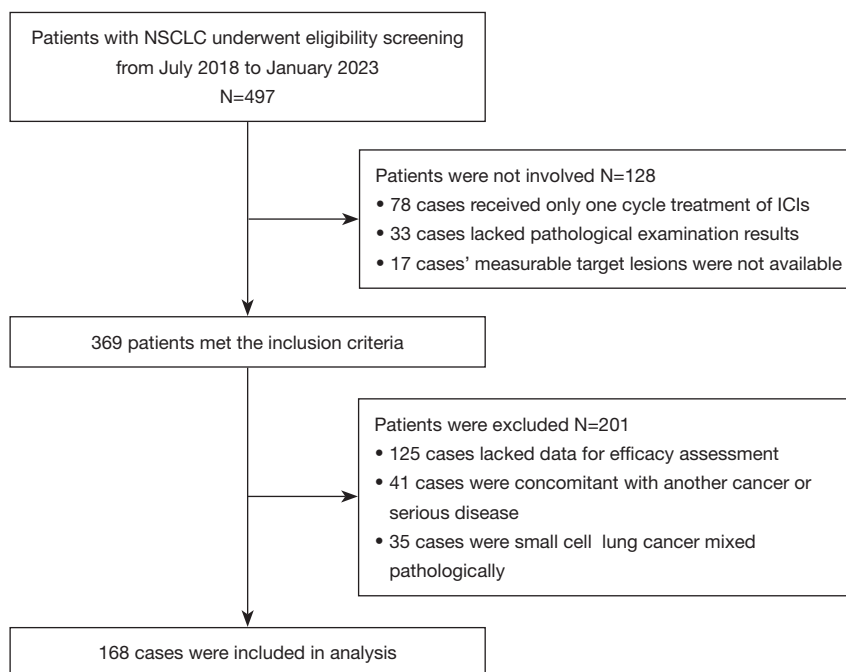 Patients with NSCLC underwent eligibility screening
from July 2018 to January 2023
N=497
Patients were not involved N=128
• 78 cases received only one cycle treatment of ICIs
• 33 cases lacked pathological examination results
• 17 cases’ measurable target lesions were not available
369 patients met the inclusion criteria
Patients were excluded N=201
• 125 cases lacked data for efficacy assessment
• 41 cases were concomitant with another cancer or
serious disease
• 35 cases were small cell lung cancer mixed
pathologically
168 cases were included in analysis